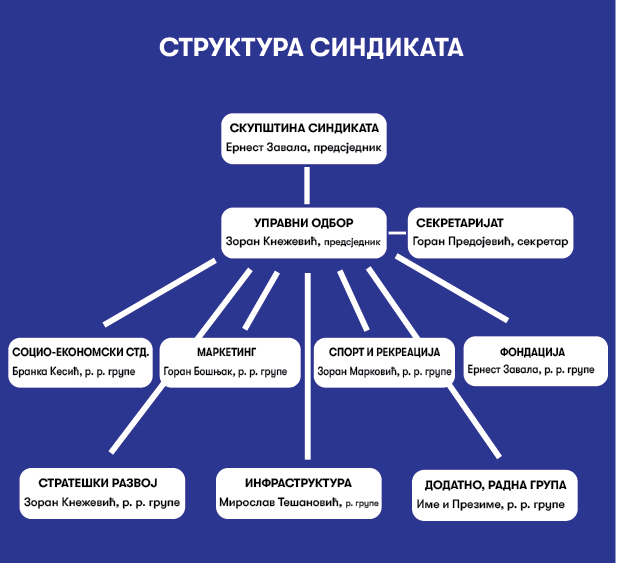 СТРУКТУРА СИНДИКАТА
СКУПШТИНА СИНДИКАТА
Ернест Завала, предсједник
УПРАВНИ ОДБОР
Зоран Кнежевић, предсједник
СЕКРЕТАРИЈАТ
Горан Предојевић, секретар
СОЦИО-ЕКОНОМСКИ СТД.
Бранка Кесић, р. р. групе
МАРКЕТИНГ
Горан Бошњак, р. р. групе
СПОРТ И РЕКРЕАЦИЈА
Зоран Марковић, р. р. групе
ФОНДАЦИЈА
Ернест Завала, р. р. групе
СТРАТЕШКИ РАЗВОЈ
Зоран Кнежевић, р. р. групе
ИНФРАСТРУКТУРА
Мирослав Тешановић, р. групе
ДОДАТНО, РАДНА ГРУПА
Име и Презиме, р. р. групе